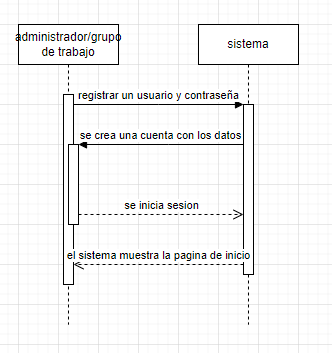 administrador/grupo
de trabajo
sistema
registrar un usuario y contraseña
se crea una cuenta con los datos
se inicia sesion
el sistema muestra la pagina de inicio